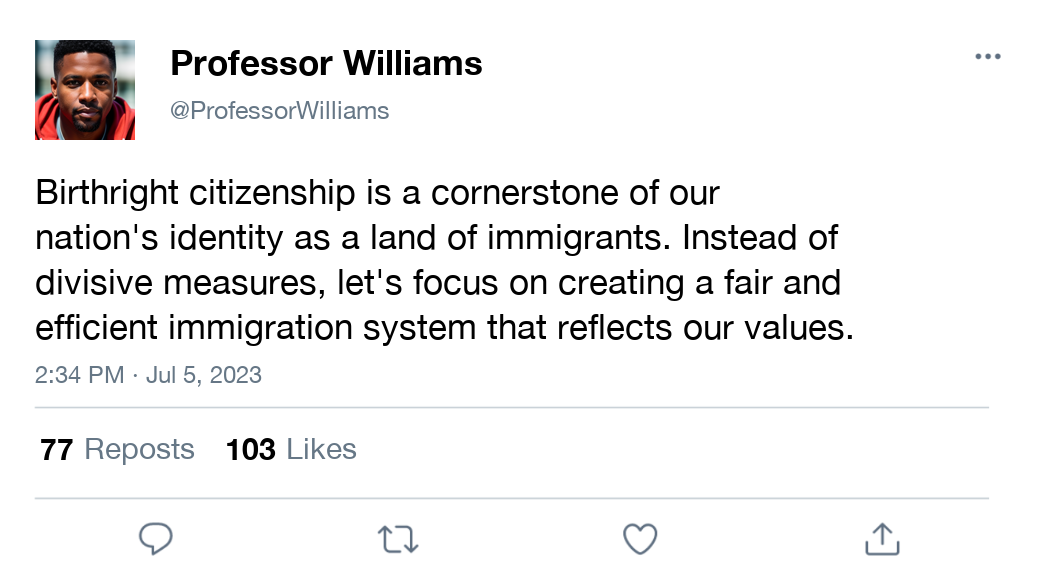 Professor Williams
@ProfessorWilliams
Birthright citizenship is a cornerstone of our
nation's identity as a land of immigrants. Instead of
divisive measures, let's focus on creating a fair and
efficient immigration system that reflects our values.
2:34 PM · Jul 5, 2023
77 Reposts 103 Likes